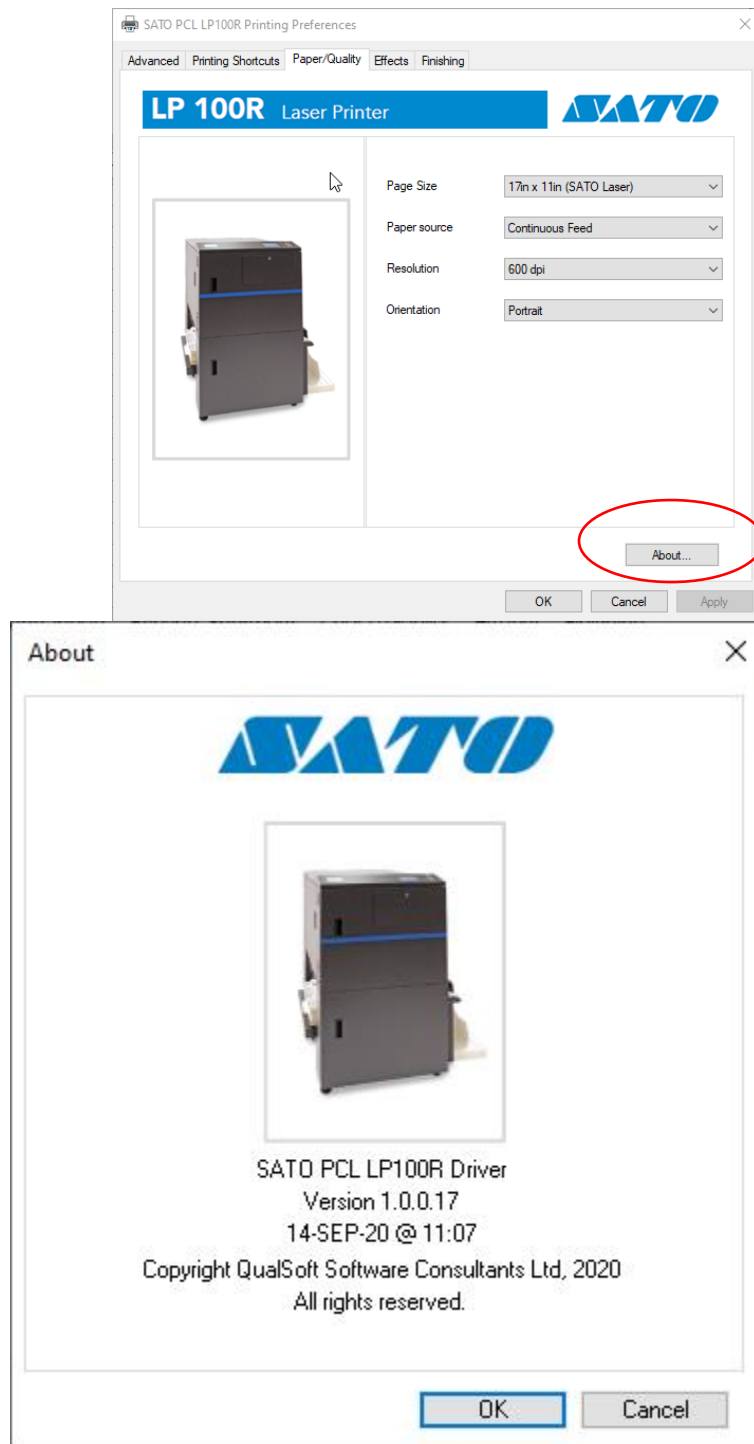 SATO PCL LP100R Printing Preferences
Advanced Printing Shortcuts Paper/Quality Effects Finishing
LP 100R Laser Printer SATO
Page Size 17in x 11in (SATO Laser)
Paper source Continuous Feed
Resolution 600 dpi
Orientation Portrait
About...
OK Cancel Apply
About
SATO
SATO PCL LP100R Driver
Version 1.0.0.17
14-SEP-20 @ 11:07
Copyright QualSoft Software Consultants Ltd, 2020
All rights reserved.
OK Cancel